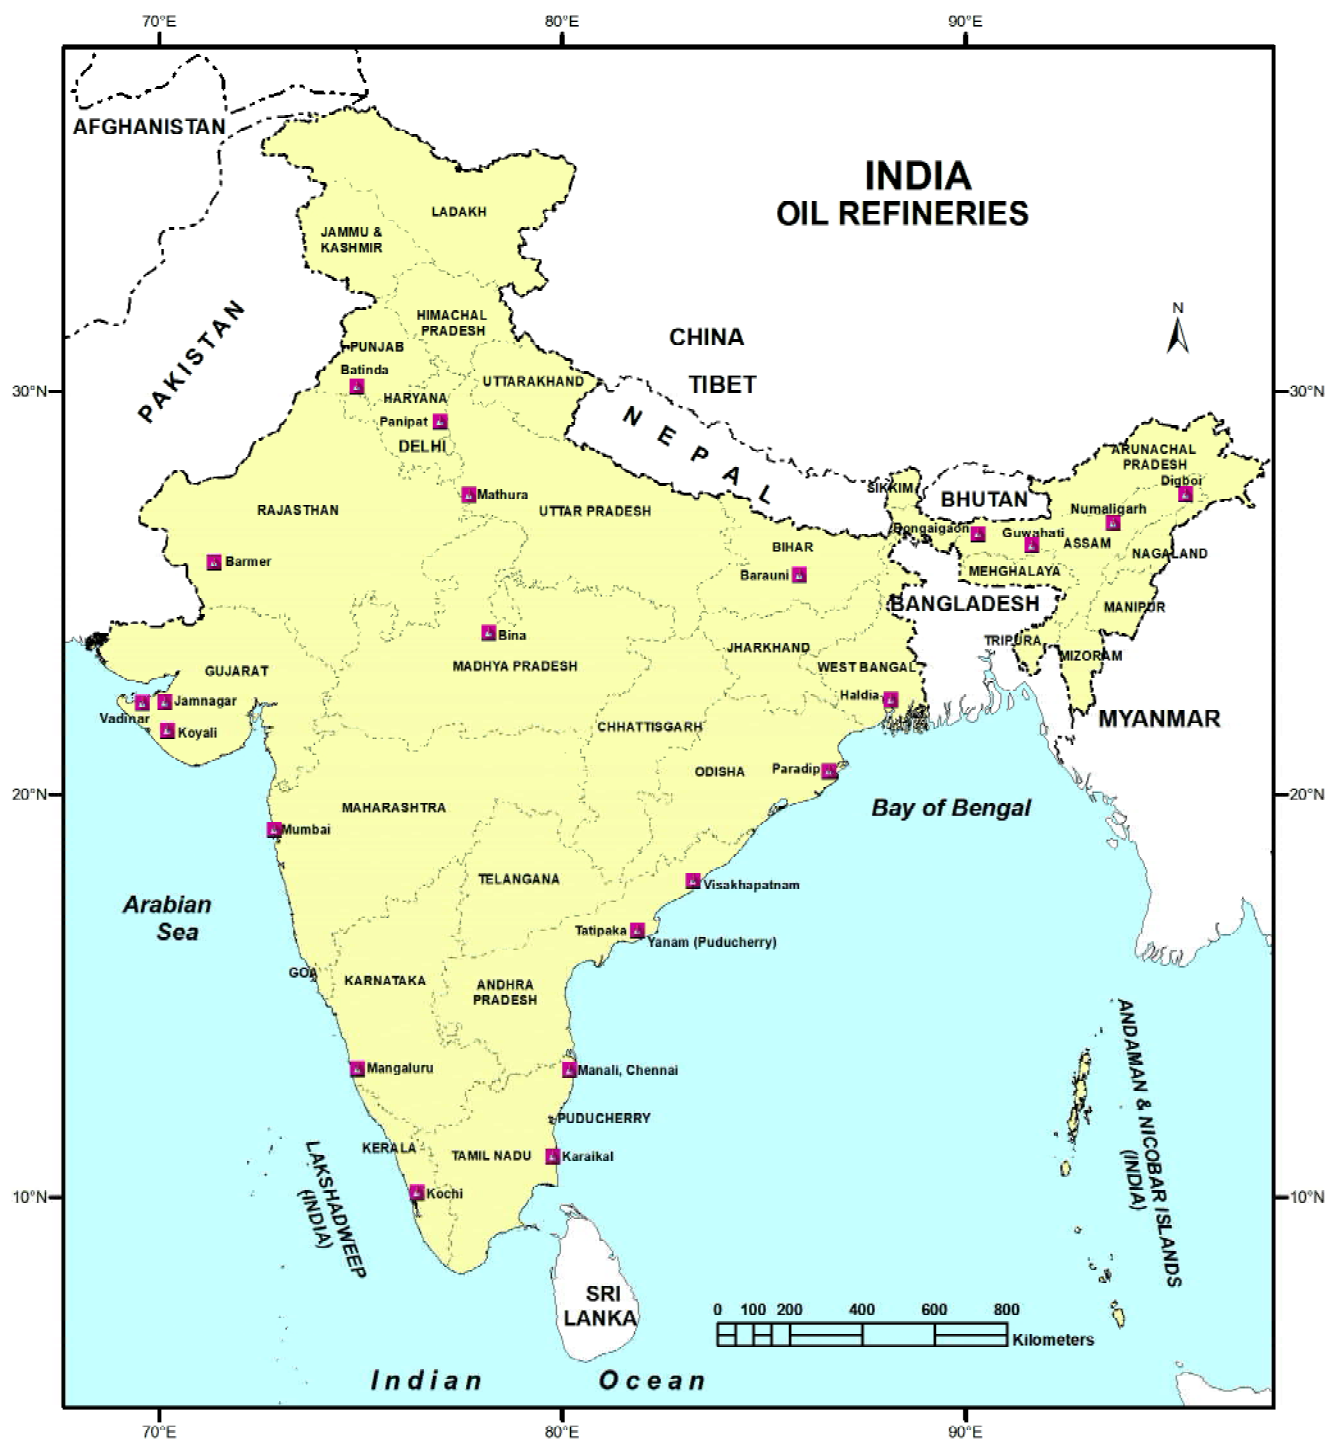 70°E
80°E
90°E
AFGHANISTAN
INDIA
OIL REFINERIES
LADAKH
JAMMU &
KASHMIR
PAKISTAN
HIMACHAL
PRADESH
CHINA
N
PUNJAB
Batinda
UTTARAKHAND
TIBET
30°N
30°N
HARYANA
Panipat
DELHI
NEPAL
ARUNACHAL
PRADESH
Digboi
SIKKIM
BHUTAN
Mathura
RAJASTHAN
UTTAR PRADESH
Numaligarh
Bongaigaon
Guwahati
ASSAM
NAGALAND
BIHAR
Barmer
Barauni
MEHGHALAYA
BANGLADESH
MANIPUR
Bina
TRIPURA
MIZORAM
JHARKHAND
MADHYA PRADESH
WEST BANGAL
GUJARAT
Haldia
Jamnagar
Vadinar
Koyali
MYANMAR
CHHATTISGARH
ODISHA
Paradip
20°N
20°N
MAHARASHTRA
Bay of Bengal
Mumbai
TELANGANA
Visakhapatnam
Arabian
Sea
Tatipaka
Yanam (Puducherry)
GOA
KARNATAKA
ANDHRA
PRADESH
ANDAMAN & NICOBAR ISLANDS
(INDIA)
Mangaluru
Manali, Chennai
PUDUCHERRY
KERALA
TAMIL NADU
Karaikal
LAKSHADWEEP
(INDIA)
Kochi
10°N
10°N
SRI
LANKA
0 100 200 400 600 800
Kilometers
Indian Ocean
70°E
80°E
90°E